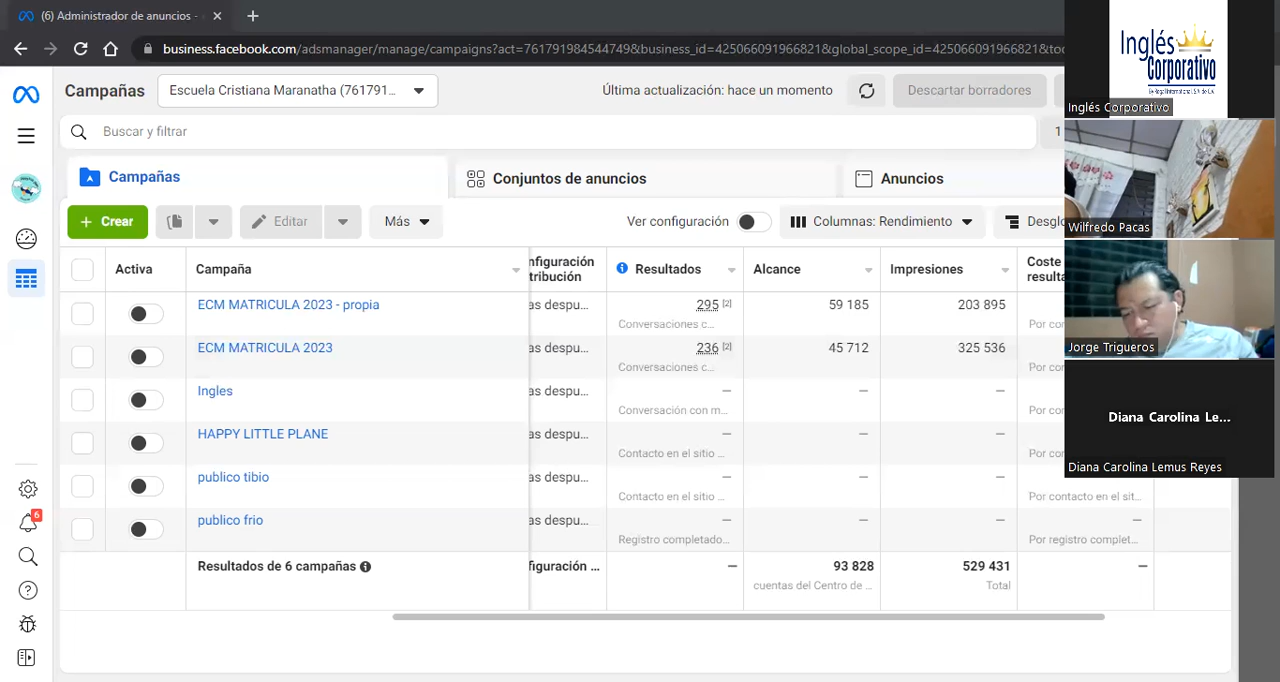 (6) Administrador de anuncios -
business.facebook.com/adsmanager/manage/campaigns?act=761791984544749&business_id=425066091966821&global_scope_id=425066091966821&too
Campañas
Escuela Cristiana Maranatha (761791...
Última actualización: hace un momento
Descartar borradores
Buscar y filtrar
1
Campañas
Conjuntos de anuncios
Anuncios
+ Crear
Editar
Más
Ver configuración
Columnas: Rendimiento
Desglo
Activa
Campaña
nfiguración
tribución
Resultados
Alcance
Impresiones
Coste
resulta
ECM MATRICULA 2023 - propia
as despu...
295 [2]
Conversaciones c...
59 185
203 895
Por con
ECM MATRICULA 2023
as despu...
236 [2]
Conversaciones c...
45 712
325 536
Por con
Ingles
as despu...
—
Conversación con m...
—
—
Por con
HAPPY LITTLE PLANE
as despu...
—
Contacto en el sitio ...
—
—
Por con
publico tibio
as despu...
—
Contacto en el sitio ...
—
—
Por contacto en el sit...
publico frio
as despu...
—
Registro completado...
—
—
—
Por registro complet...
Resultados de 6 campañas
figuración ...
—
93 828
cuentas del Centro de ...
529 431
Total
—
6
Inglés
Corporativo
Inglés Corporativo
Wilfredo Pacas
Jorge Trigueros
Diana Carolina Le...
Diana Carolina Lemus Reyes